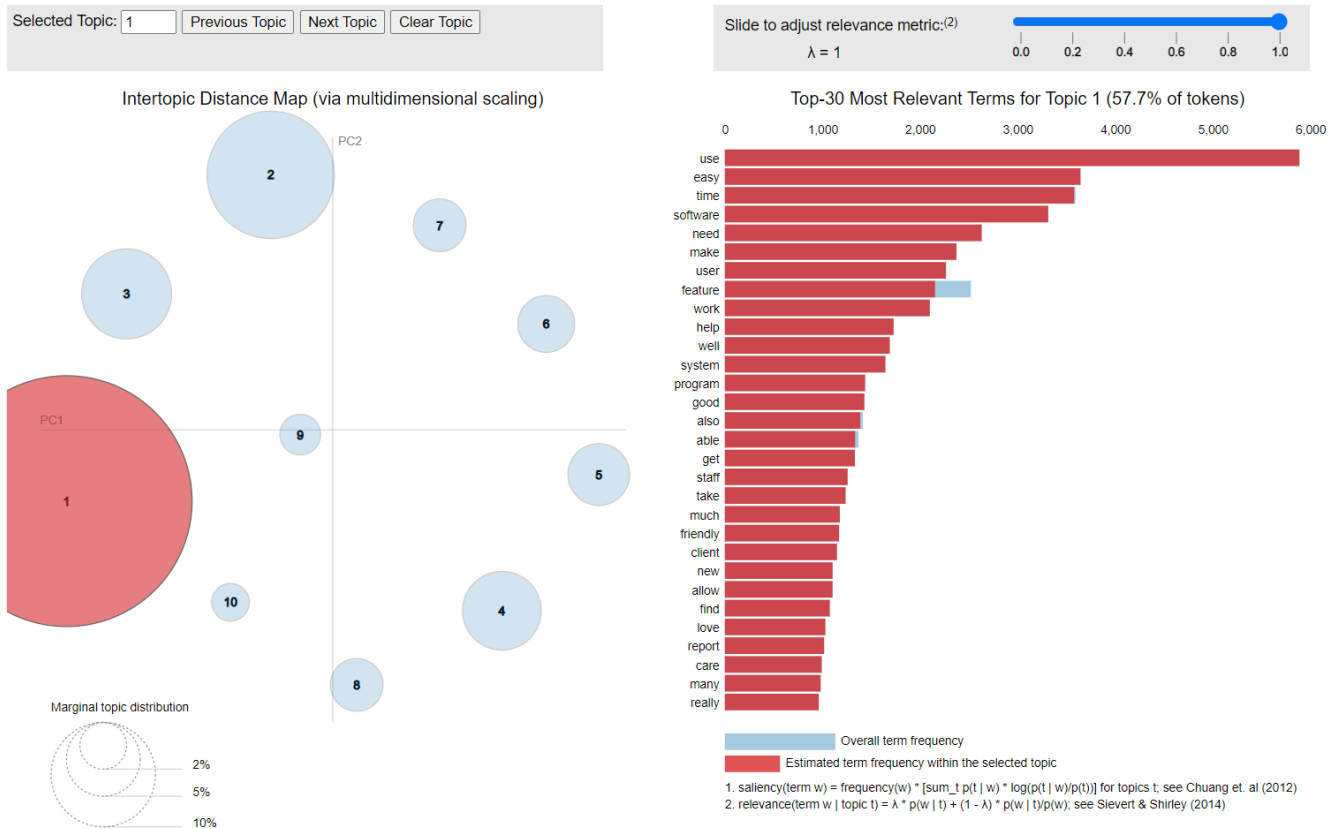 Selected Topic: 1 Previous Topic Next Topic Clear Topic
Slide to adjust relevance metric:(2)
λ = 1
0.0 0.2 0.4 0.6 0.8 1.0
Intertopic Distance Map (via multidimensional scaling)
PC2
2
7
3
6
PC1
9
5
1
10
4
8
Marginal topic distribution
2%
5%
10%
Top-30 Most Relevant Terms for Topic 1 (57.7% of tokens)
0 1,000 2,000 3,000 4,000 5,000 6,000
use
easy
time
software
need
make
user
feature
work
help
well
system
program
good
also
able
get
staff
take
much
friendly
client
new
allow
find
love
report
care
many
really
Overall term frequency
Estimated term frequency within the selected topic
1. saliency(term w) = frequency(w) * [sum_t p(t | w) * log(p(t | w)/p(t))] for topics t; see Chuang et. al (2012)
2. relevance(term w | topic t) = λ * p(w | t) + (1 - λ) * p(w | t)/p(w); see Sievert & Shirley (2014)